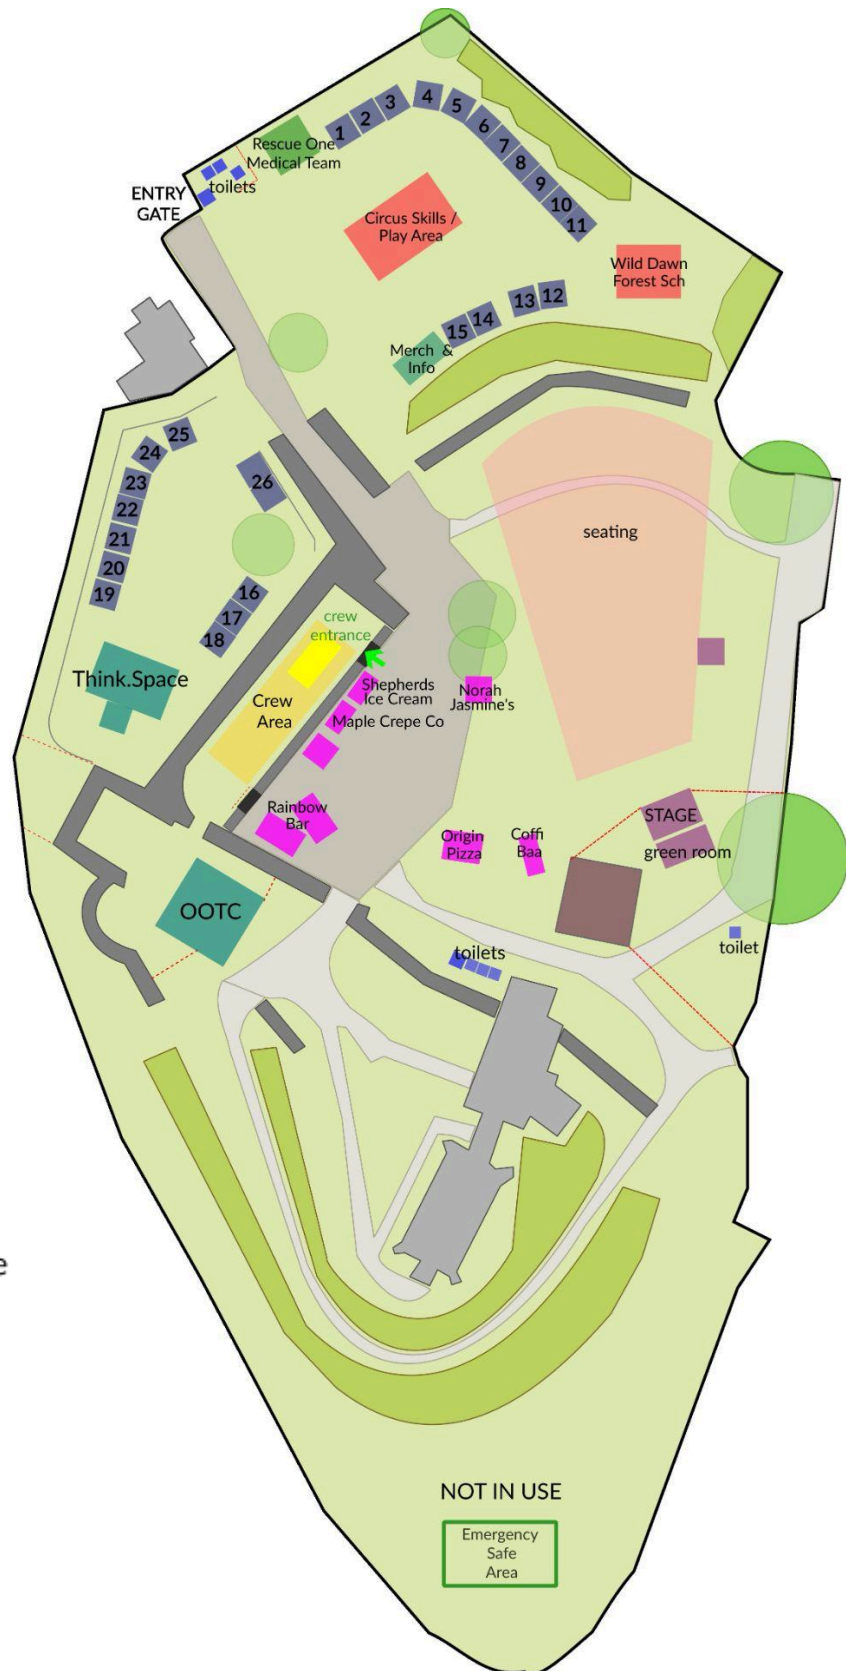 4
3
5
2
6
1
Rescue One
Medical Team
7
8
toilets
9
ENTRY
GATE
10
11
Circus Skills /
Play Area
Wild Dawn
Forest Sch
13
12
14
15
Merch &
Info
25
24
26
23
22
seating
21
20
19
16
17
18
crew
entrance
Think.Space
Crew
Area
Shepherds
Ice Cream
Norah
Jasmine's
Maple Crepe Co
Rainbow
Bar
STAGE
Origin
Pizza
Coffi
Baa
green room
OOTC
toilets
toilet
e
NOT IN USE
Emergency
Safe
Area